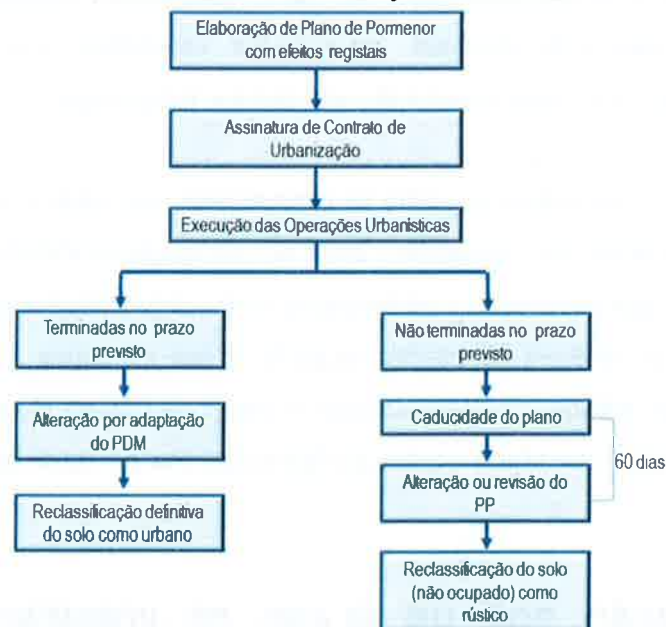 Elaboração de Plano de Pormenor
com efeitos registais
Assinatura de Contrato de
Urbanização
Execução das Operações Urbanísticas
Terminadas no prazo
previsto
Não terminadas no prazo
previsto
Alteração por adaptação
do PDM
Caducidade do plano
60 dias
Reclassificação definitiva
do solo como urbano
Alteração ou revisão do
PP
Reclassificação do solo
(não ocupado) como
rústico